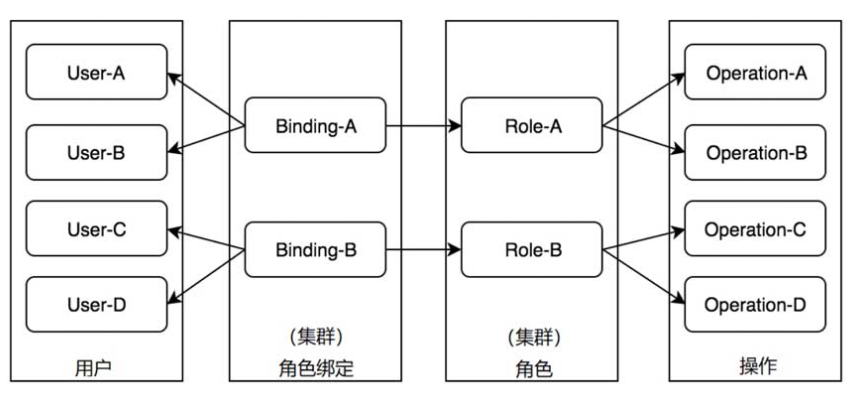 User-A
User-B
User-C
User-D
用户
Binding-A
Binding-B
(集群)
角色绑定
Role-A
Role-B
(集群)
角色
Operation-A
Operation-B
Operation-C
Operation-D
操作